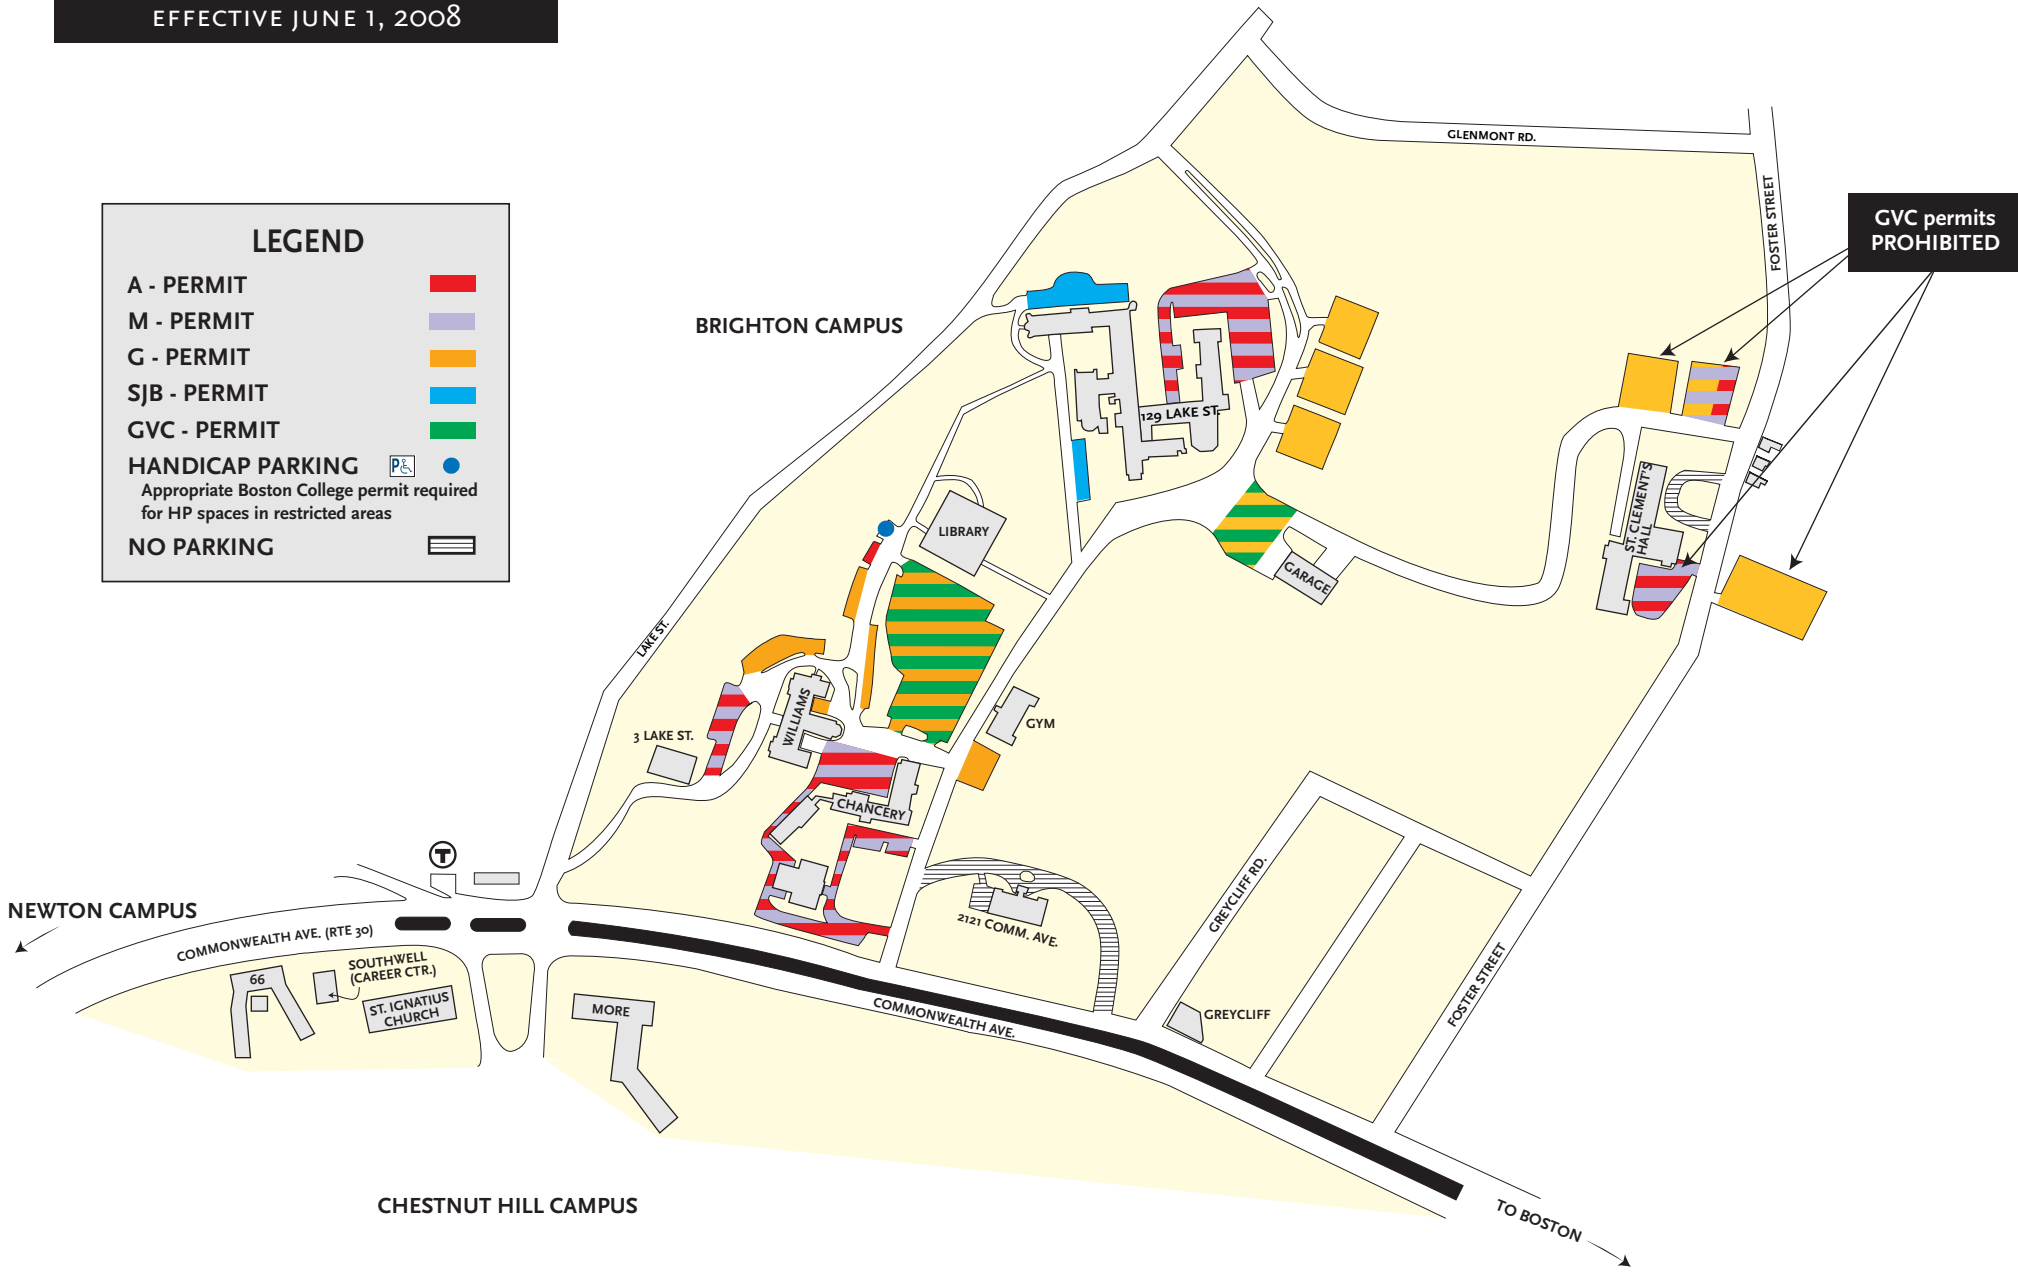 EFFECTIVE JUNE 1, 2008
LEGEND
A - PERMIT
M - PERMIT
G - PERMIT
SJB - PERMIT
GVC - PERMIT
HANDICAP PARKING P
Appropriate Boston College permit required
for HP spaces in restricted areas
NO PARKING
GLENMONT RD.
FOSTER STREET
GVC permits
PROHIBITED
BRIGHTON CAMPUS
129 LAKE ST.
LIBRARY
GARAGE
ST. CLEMENT'S
HALL
LAKE ST.
WILLIAMS
GYM
3 LAKE ST.
CHANCERY
T
2121 COMM. AVE.
GREYCLIFF RD.
NEWTON CAMPUS
COMMONWEALTH AVE. (RTE 30)
66
SOUTHWELL
(CAREER CTR.)
ST. IGNATIUS
CHURCH
MORE
COMMONWEALTH AVE.
GREYCLIFF
FOSTER STREET
CHESTNUT HILL CAMPUS
TO BOSTON